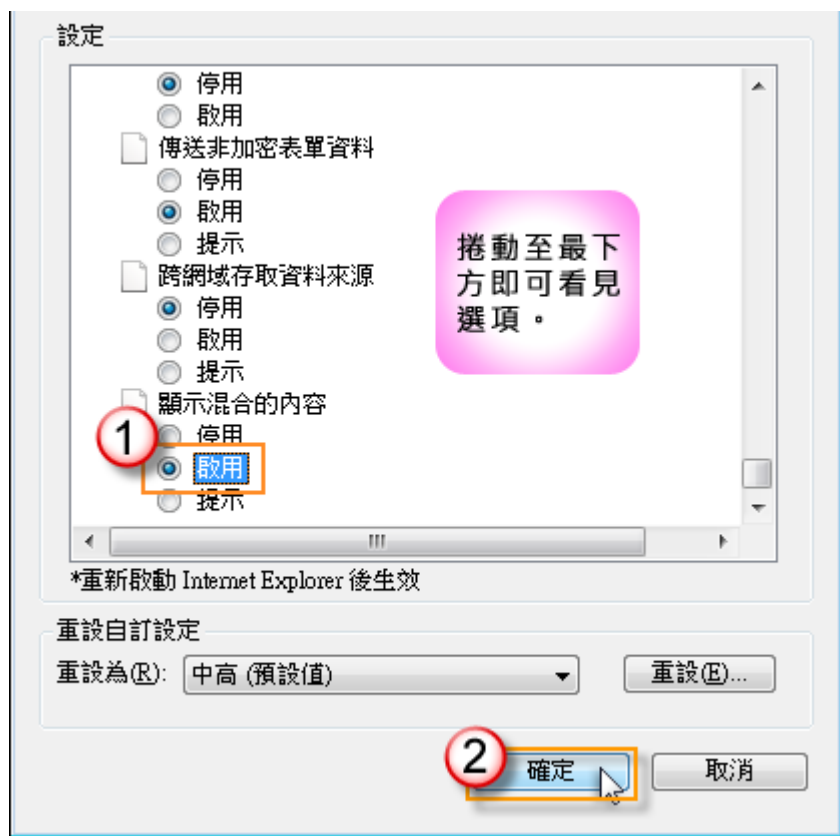 設定
停用
啟用
傳送非加密表單資料
停用
啟用
提示
跨網域存取資料來源
停用
啟用
提示
捲動至最下
方即可看見
選項。
顯示混合的內容
1
停用
啟用
提示
*重新啟動 Internet Explorer 後生效
重設自訂設定
重設為(R): 中高 (預設值) 重設(E)...
2 確定 取消